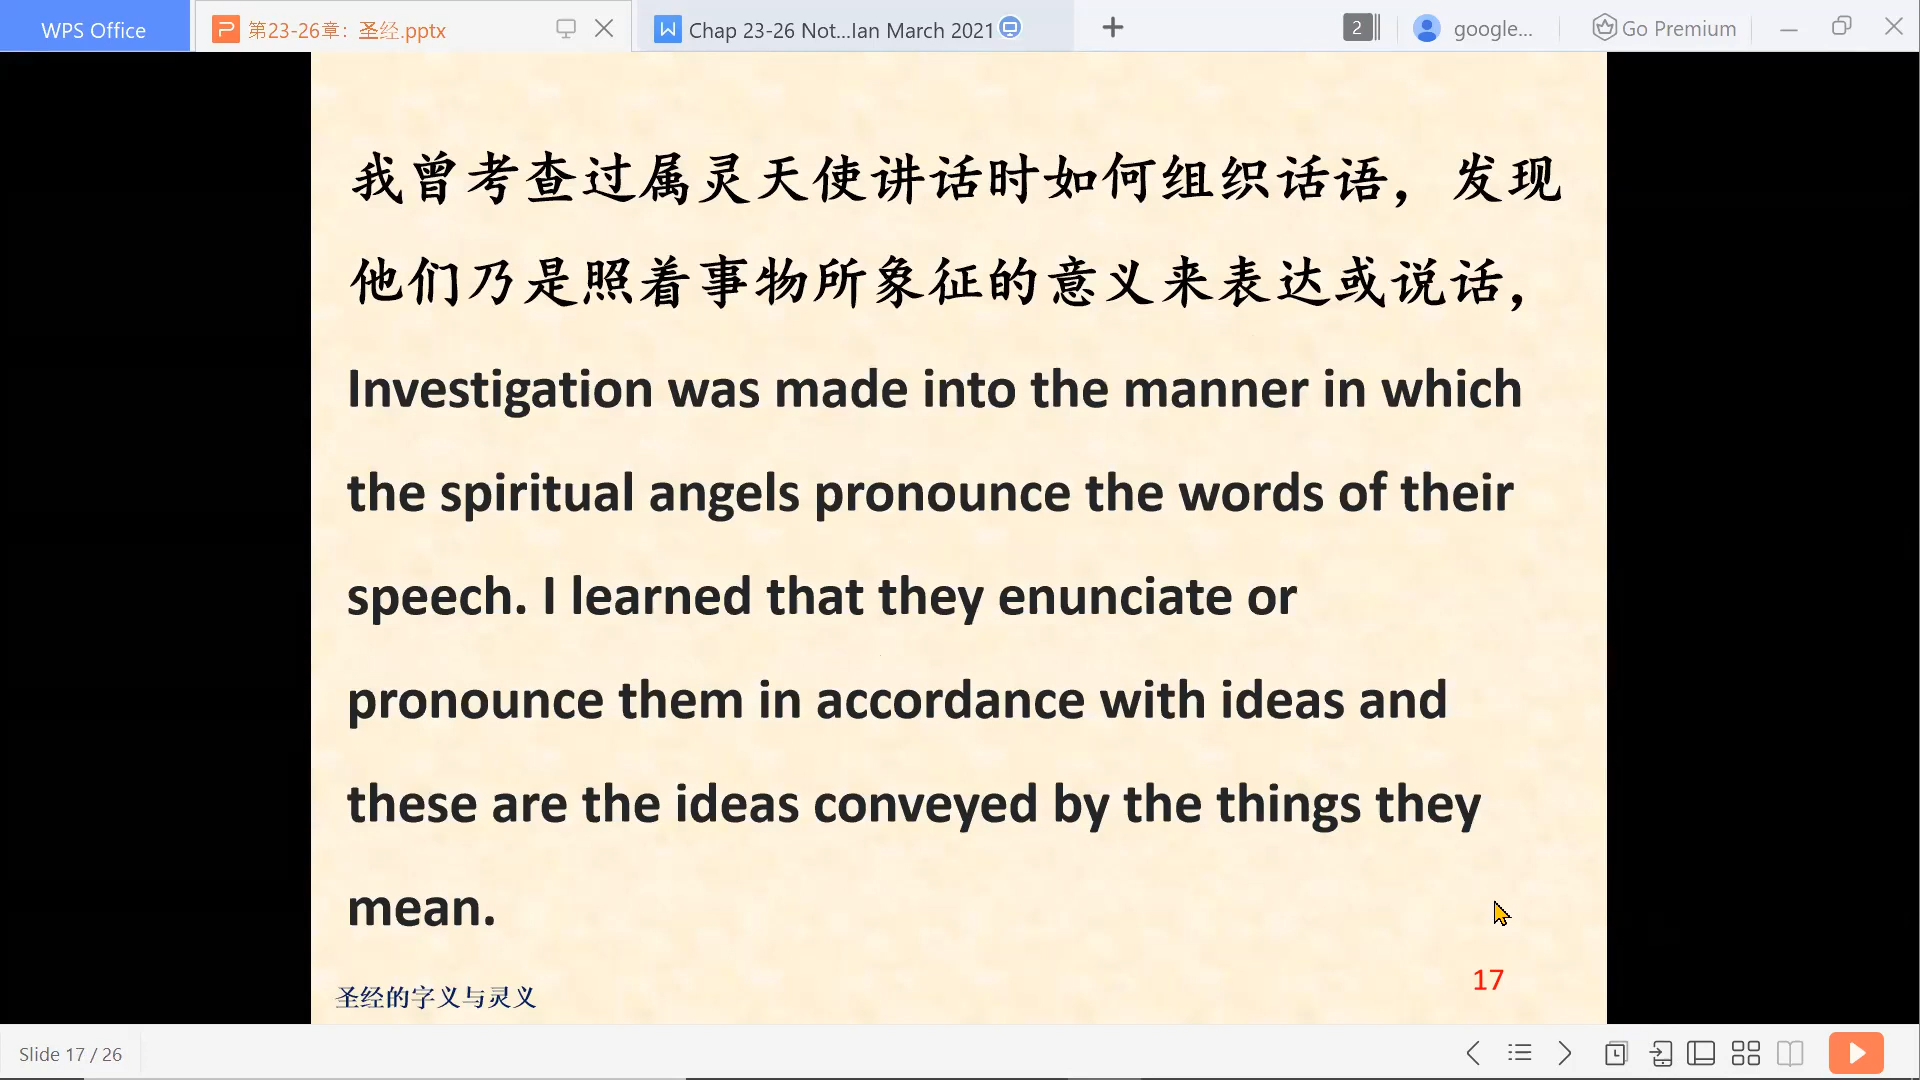 WPS Office
第23-26章：圣经.pptx
Chap 23-26 Not...Ian March 2021
2
google...
Go Premium
我曾考查过属灵天使讲话时如何组织话语，发现
他们乃是照着事物所象征的意义来表达或说话，
Investigation was made into the manner in which
the spiritual angels pronounce the words of their
speech. I learned that they enunciate or
pronounce them in accordance with ideas and
these are the ideas conveyed by the things they
mean.
圣经的字义与灵义
17
Slide 17 / 26